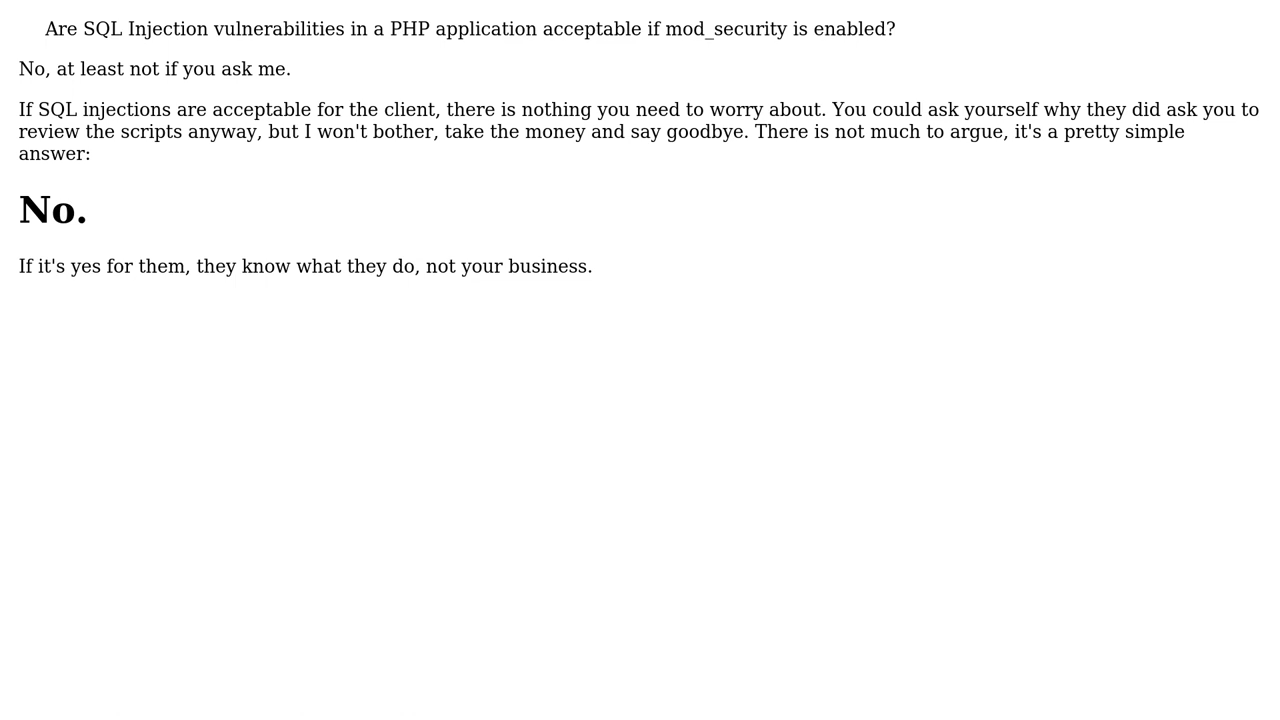 Are SQL Injection vulnerabilities in a PHP application acceptable if mod_security is enabled?
No, at least not if you ask me.
If SQL injections are acceptable for the client, there is nothing you need to worry about. You could ask yourself why they did ask you to
review the scripts anyway, but I won't bother, take the money and say goodbye. There is not much to argue, it's a pretty simple
answer:
No.
If it's yes for them, they know what they do, not your business.